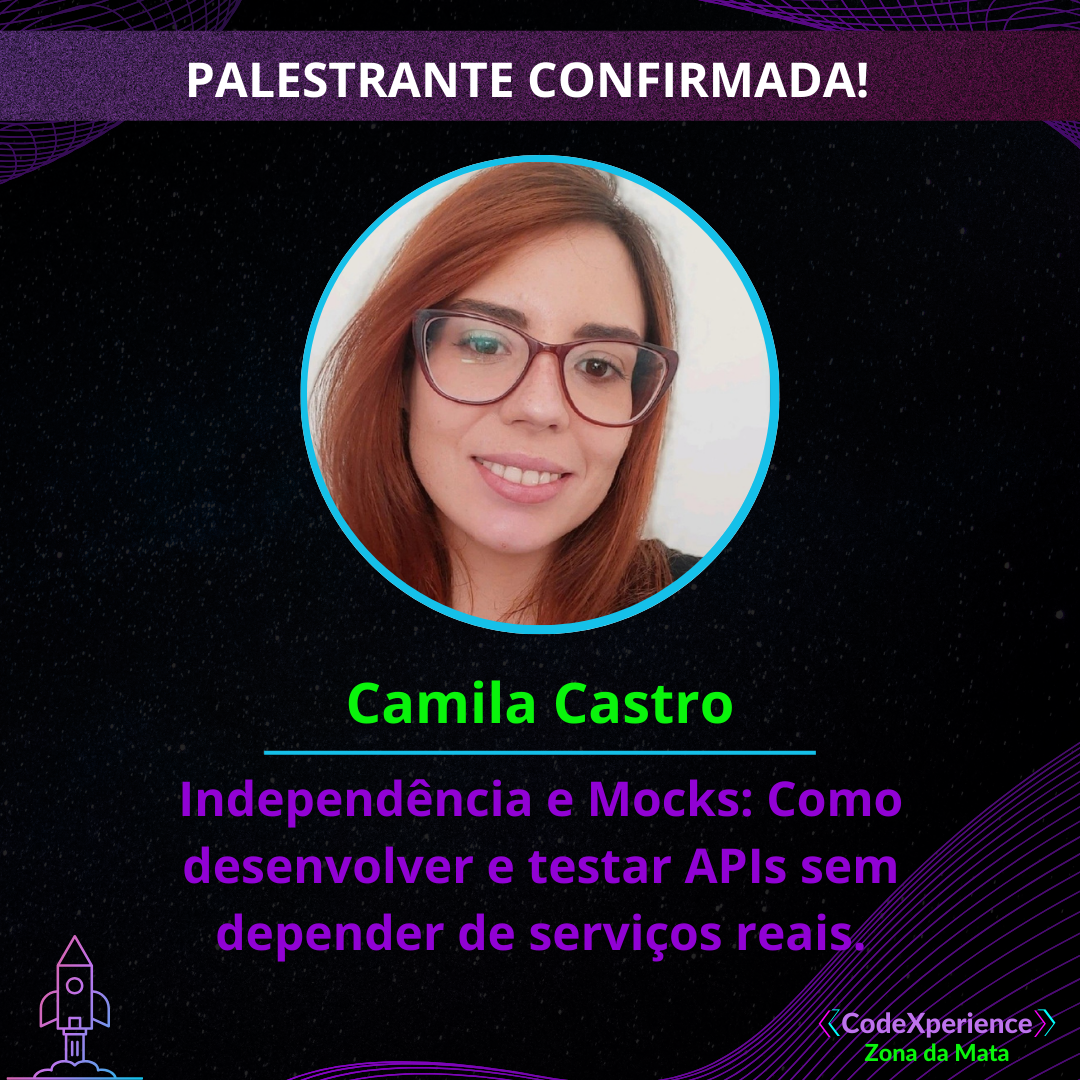 PALESTRANTE CONFIRMADA!
Camila Castro
Independência e Mocks: Como
desenvolver e testar APIs sem
depender de serviços reais.
CodeXperience
Zona da Mata